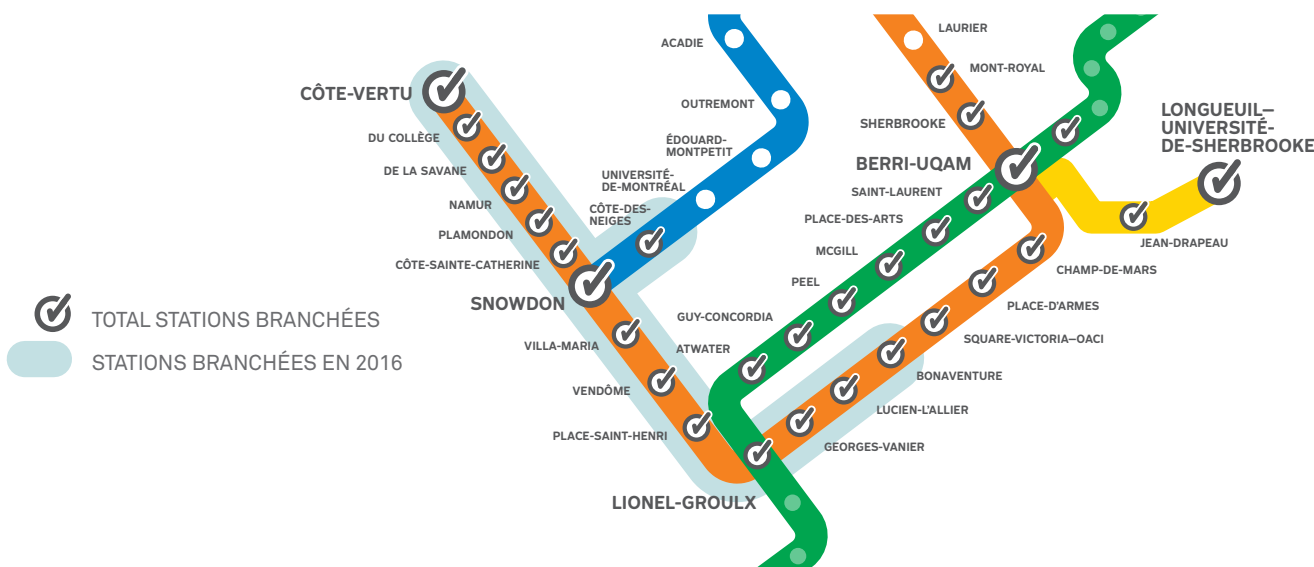 LAURIER
ACADIE
MONT-ROYAL
CÔTE-VERTU
OUTREMONT
LONGUEUIL–
UNIVERSITÉ-
DE-SHERBROOKE
SHERBROOKE
DU COLLÈGE
ÉDOUARD-
MONTPETIT
BERRI-UQAM
DE LA SAVANE
UNIVERSITÉ-
DE-MONTRÉAL
SAINT-LAURENT
NAMUR
CÔTE-DES-
NEIGES
PLACE-DES-ARTS
PLAMONDON
JEAN-DRAPEAU
MCGILL
CÔTE-SAINTE-CATHERINE
CHAMP-DE-MARS
PEEL
SNOWDON
PLACE-D'ARMES
GUY-CONCORDIA
TOTAL STATIONS BRANCHÉES
SQUARE-VICTORIA–OACI
VILLA-MARIA
ATWATER
STATIONS BRANCHÉES EN 2016
BONAVENTURE
VENDÔME
LUCIEN-L'ALLIER
PLACE-SAINT-HENRI
GEORGES-VANIER
LIONEL-GROULX